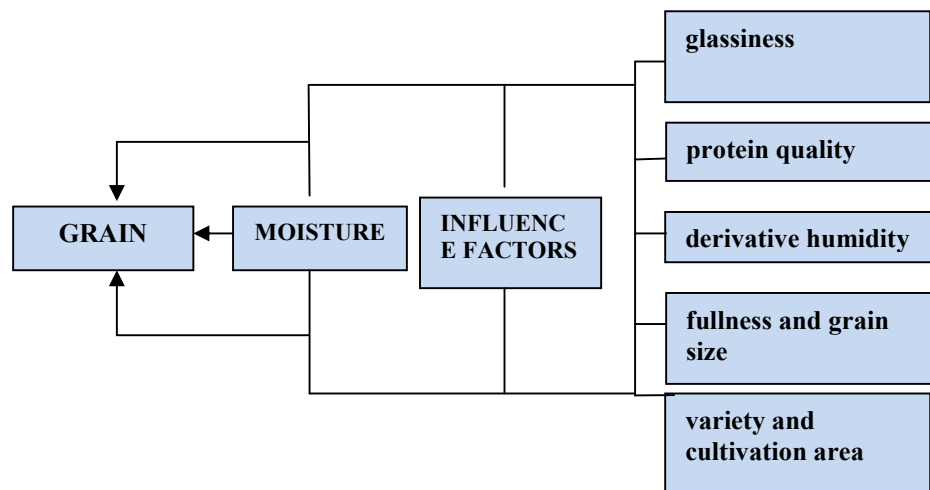 GRAIN
MOISTURE
INFLUENC
E FACTORS
glassiness
protein quality
derivative humidity
fullness and grain
size
variety and
cultivation area